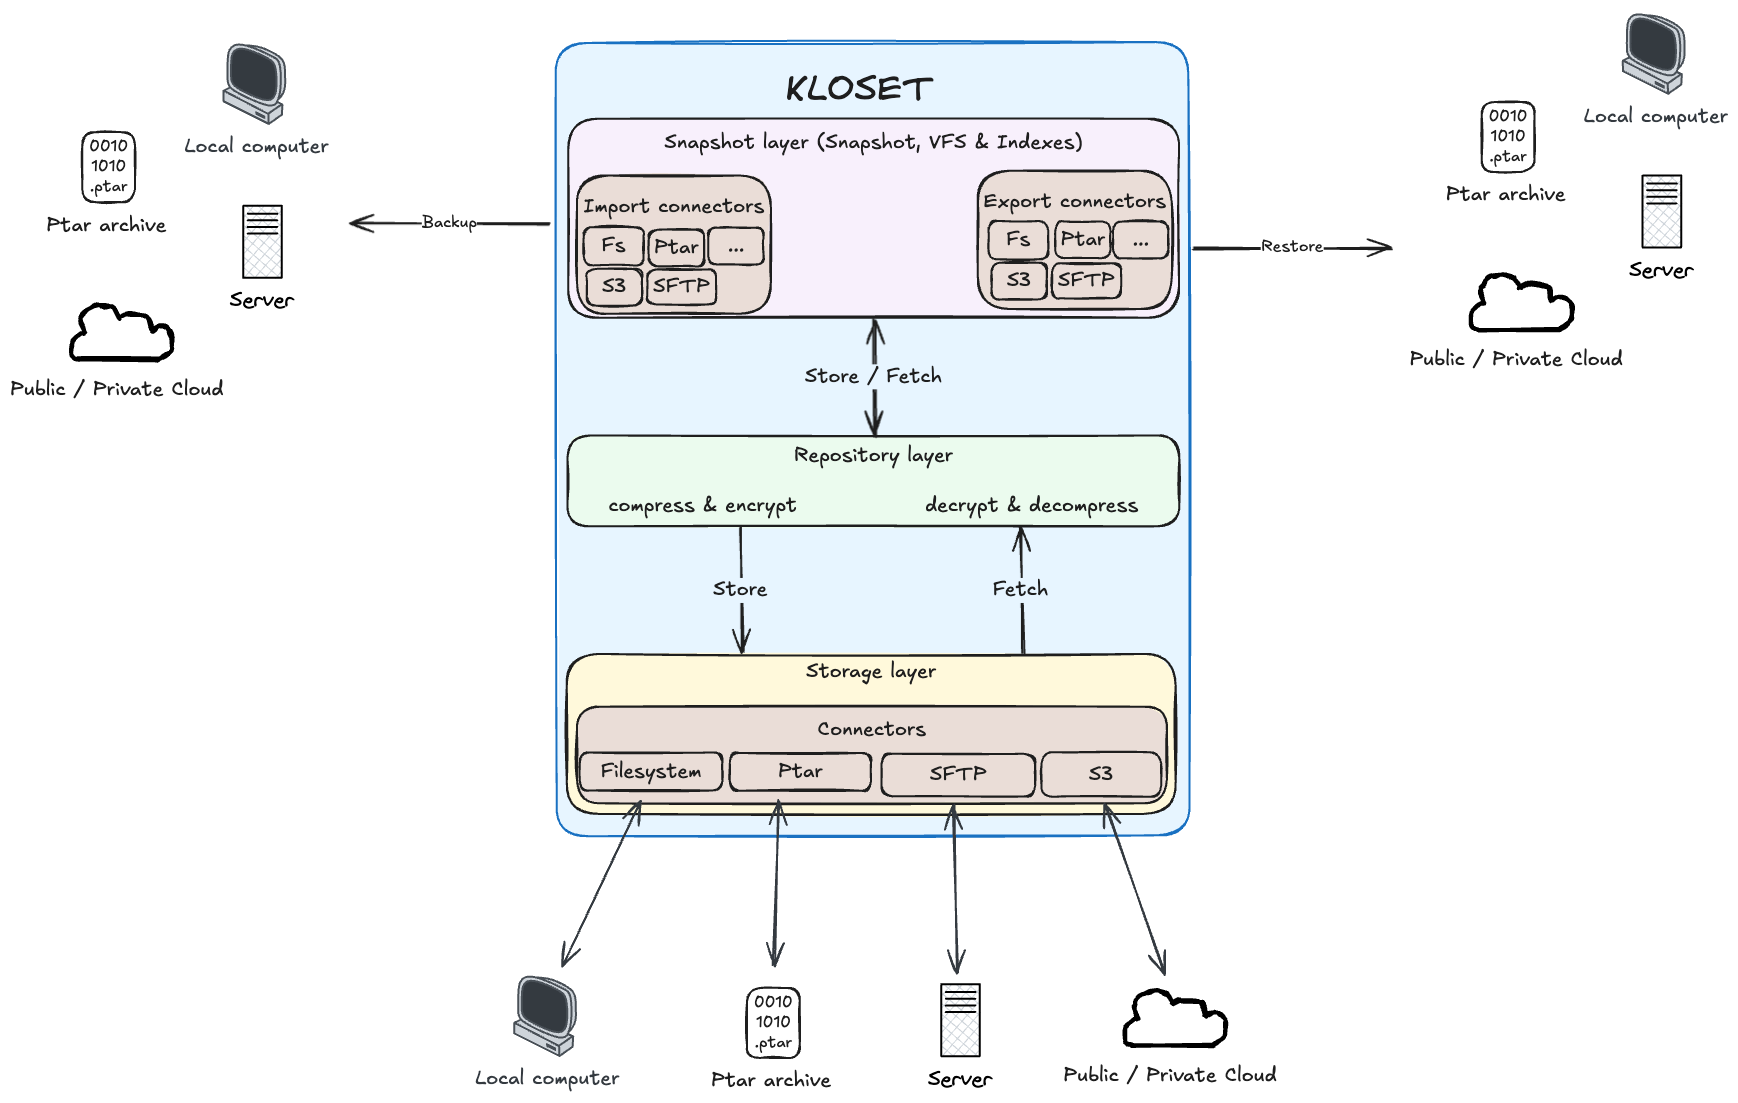 KLOSET
Local computer
0010
1010
.ptar
Ptar archive
Server
Public / Private Cloud
Backup
Snapshot layer (Snapshot, VFS & Indexes)
Import connectors
Fs
Ptar
...
S3
SFTP
Export connectors
Fs
Ptar
...
S3
SFTP
Restore
Local computer
0010
1010
.ptar
Ptar archive
Server
Public / Private Cloud
Store / Fetch
Repository layer
compress & encrypt
decrypt & decompress
Store
Fetch
Storage layer
Connectors
Filesystem
Ptar
SFTP
S3
Local computer
0010
1010
.ptar
Ptar archive
Server
Public / Private Cloud